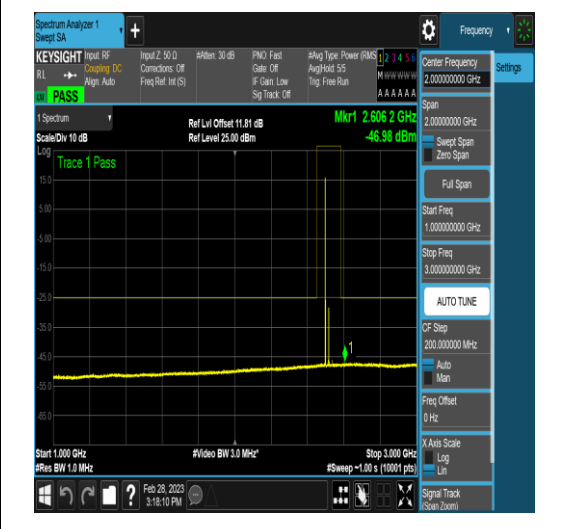 Spectrum Analyzer 1
Swept SA
+
Frequency
KEYSIGHT
RL
PASS
Input: RF
Coupling: DC
Align: Auto
Input Z: 50 Ω
Corrections: Off
Freq Ref: Int (S)
#Atten: 30 dB
PNO: Fast
Gate: Off
IF Gain: Low
Sig Track: Off
#Avg Type: Power (RMS
Avg|Hold: 5/5
Trig: Free Run
1 2 3 4 5 6
M W W W W W
A A A A A A
1 Spectrum
Scale/Div 10 dB
Ref Lvl Offset 11.81 dB
Ref Level 25.00 dBm
Mkr1 2.606 2 GHz
-46.98 dBm
Log
Trace 1 Pass
15.0
5.00
-5.00
-15.0
-25.0
-35.0
-45.0
-55.0
-65.0
1
Start 1.000 GHz
#Res BW 1.0 MHz
#Video BW 3.0 MHz*
Stop 3.000 GHz
#Sweep ~1.00 s (10001 pts)
?
Feb 28, 2023
3:18:10 PM
Center Frequency
2.000000000 GHz
Span
2.00000000 GHz
Swept Span
Zero Span
Full Span
Start Freq
1.000000000 GHz
Stop Freq
3.000000000 GHz
AUTO TUNE
CF Step
200.000000 MHz
Auto
Man
Freq Offset
0 Hz
X Axis Scale
Log
Lin
Signal Track
(Span Zoom)
Settings